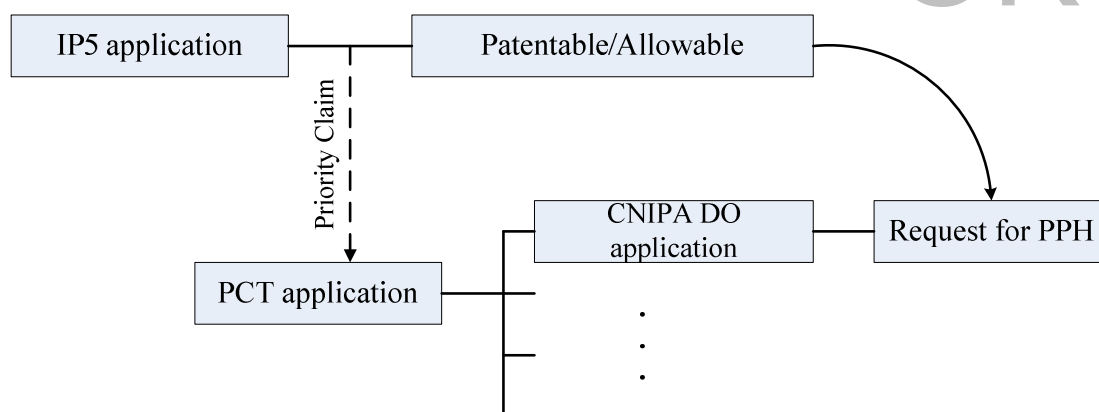 IP5 application
Patentable/Allowable
Priority Claim
CNIPA DO
application
Request for PPH
PCT application